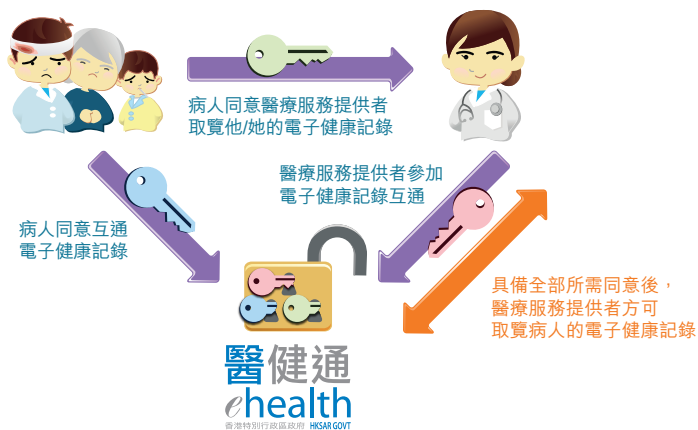 病人同意醫療服務提供者
取覽他/她的電子健康記錄
醫療服務提供者參加
電子健康記錄互通
病人同意互通
電子健康記錄
具備全部所需同意後，
醫療服務提供者方可
取覽病人的電子健康記錄
醫健通
ehealth
香港特別行政區政府 HKSAR GOVT